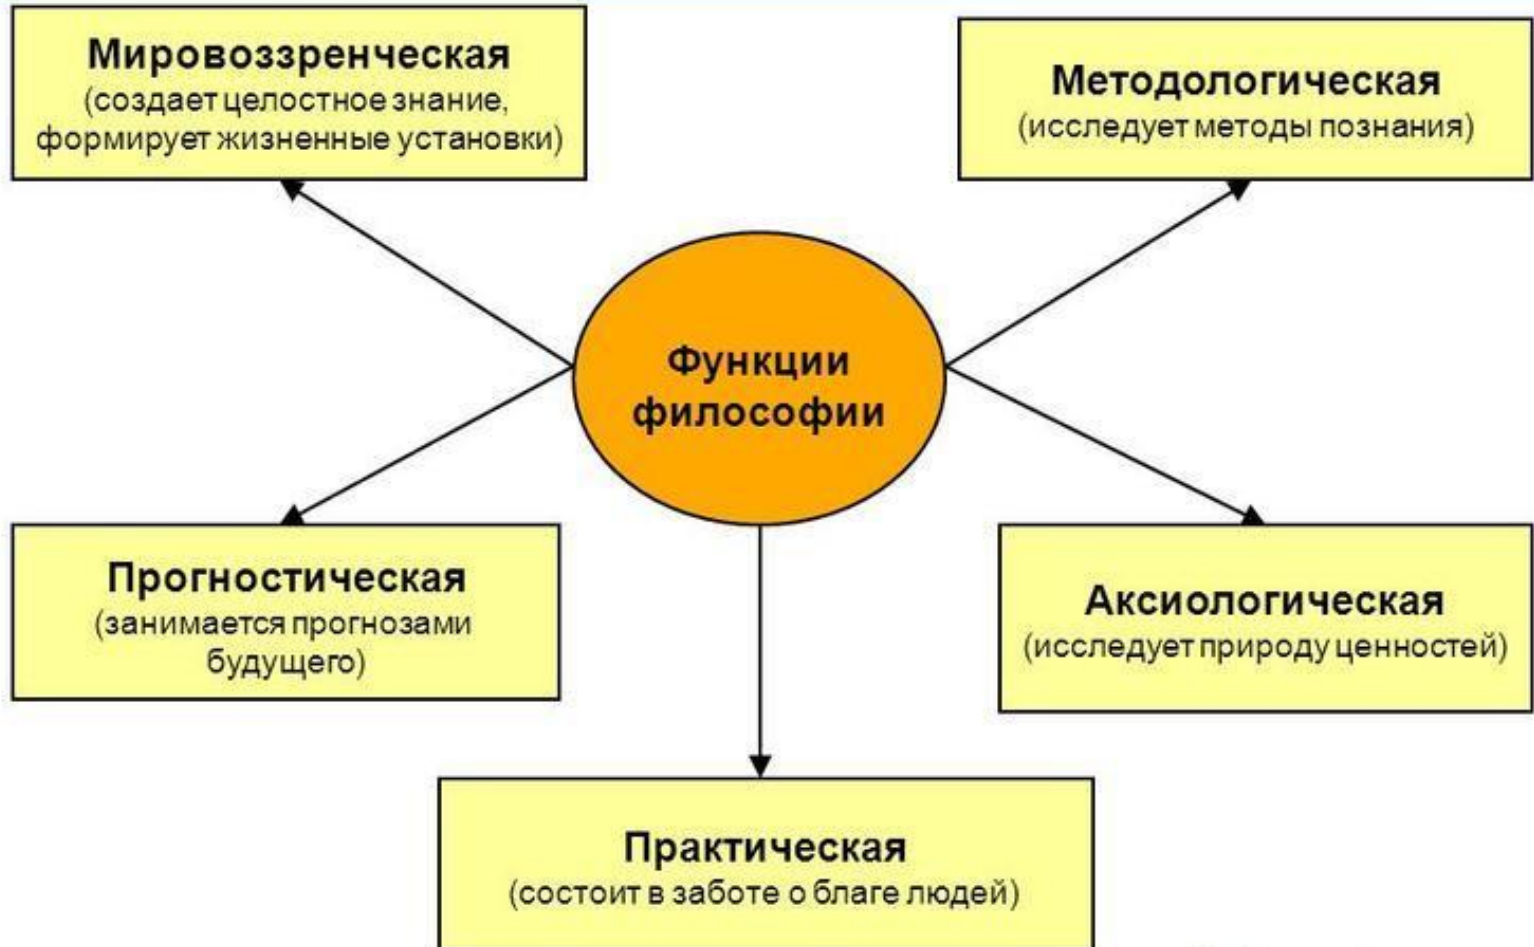 Мировоззренческая
(создает целостное знание,
формирует жизненные установки)
Методологическая
(исследует методы познания)
Функции
философии
Прогностическая
(занимается прогнозами
будущего)
Аксиологическая
(исследует природу ценностей)
Практическая
(состоит в заботе о благе людей)